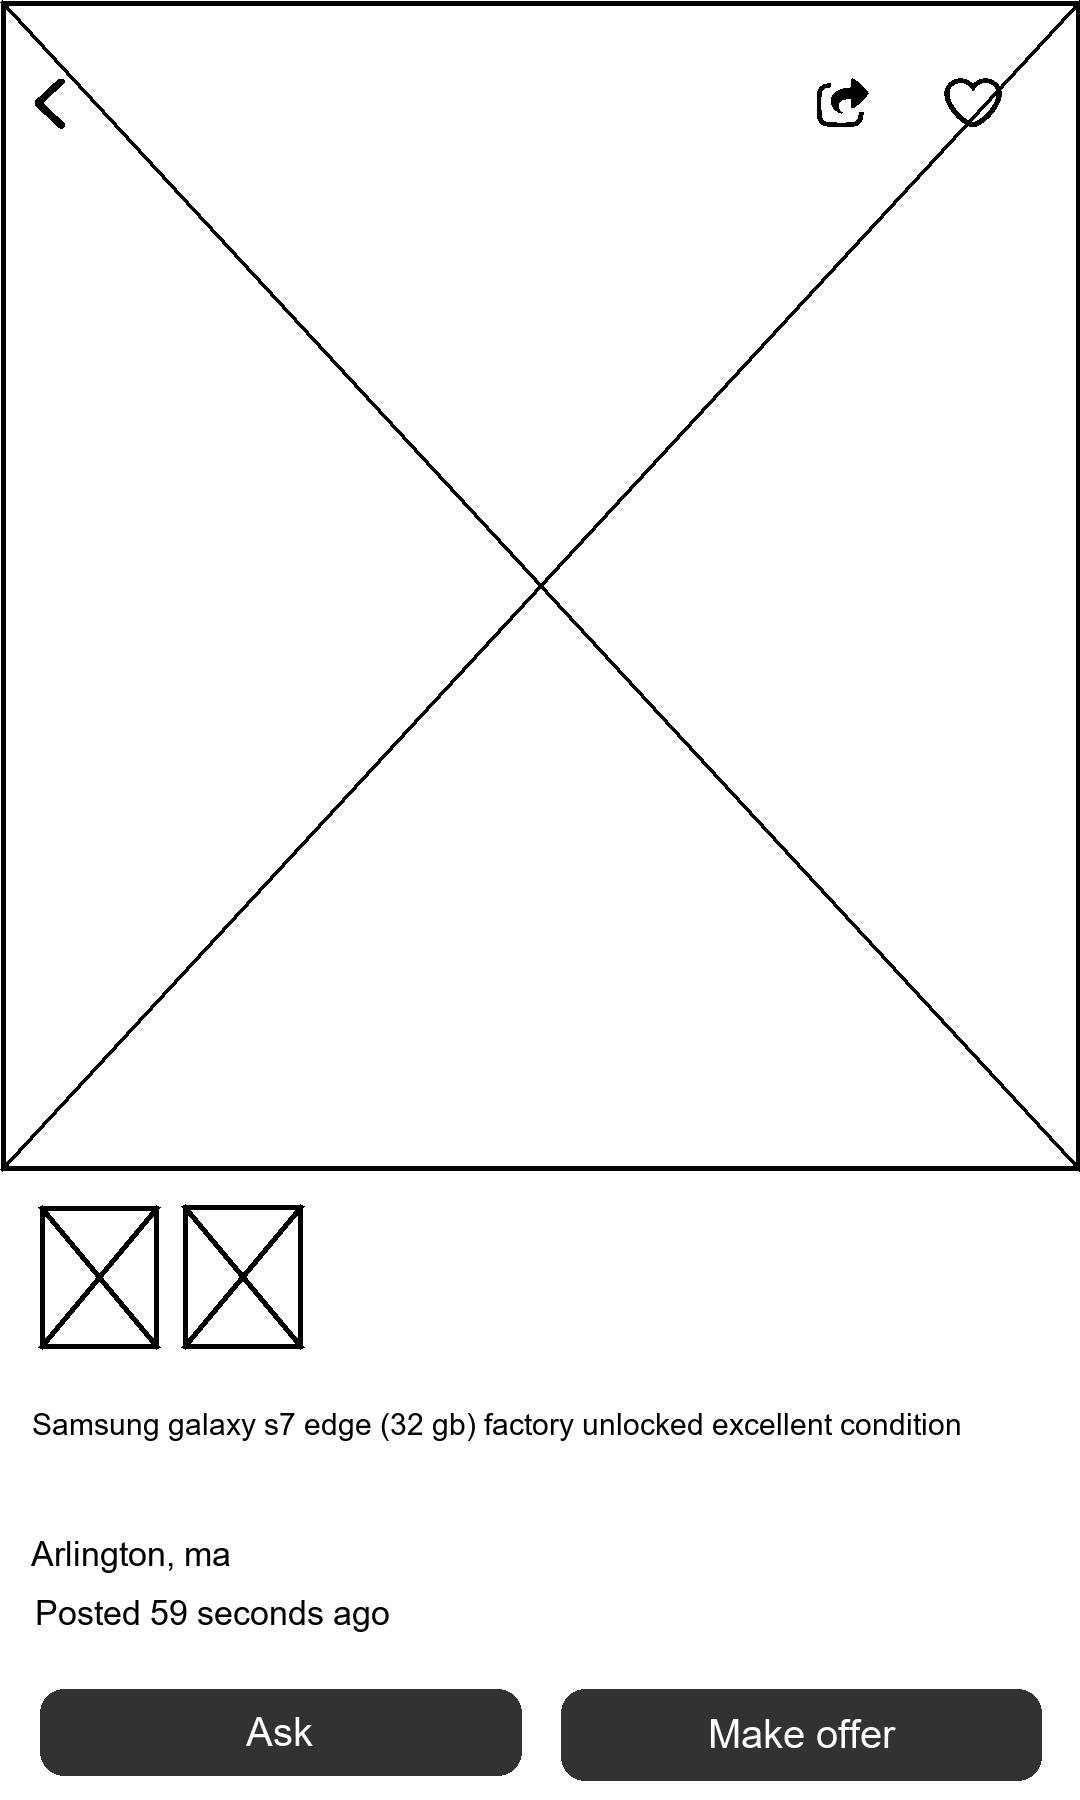 Samsung galaxy s7 edge (32 gb) factory unlocked excellent condition
Arlington, ma
Posted 59 seconds ago
Ask
Make offer